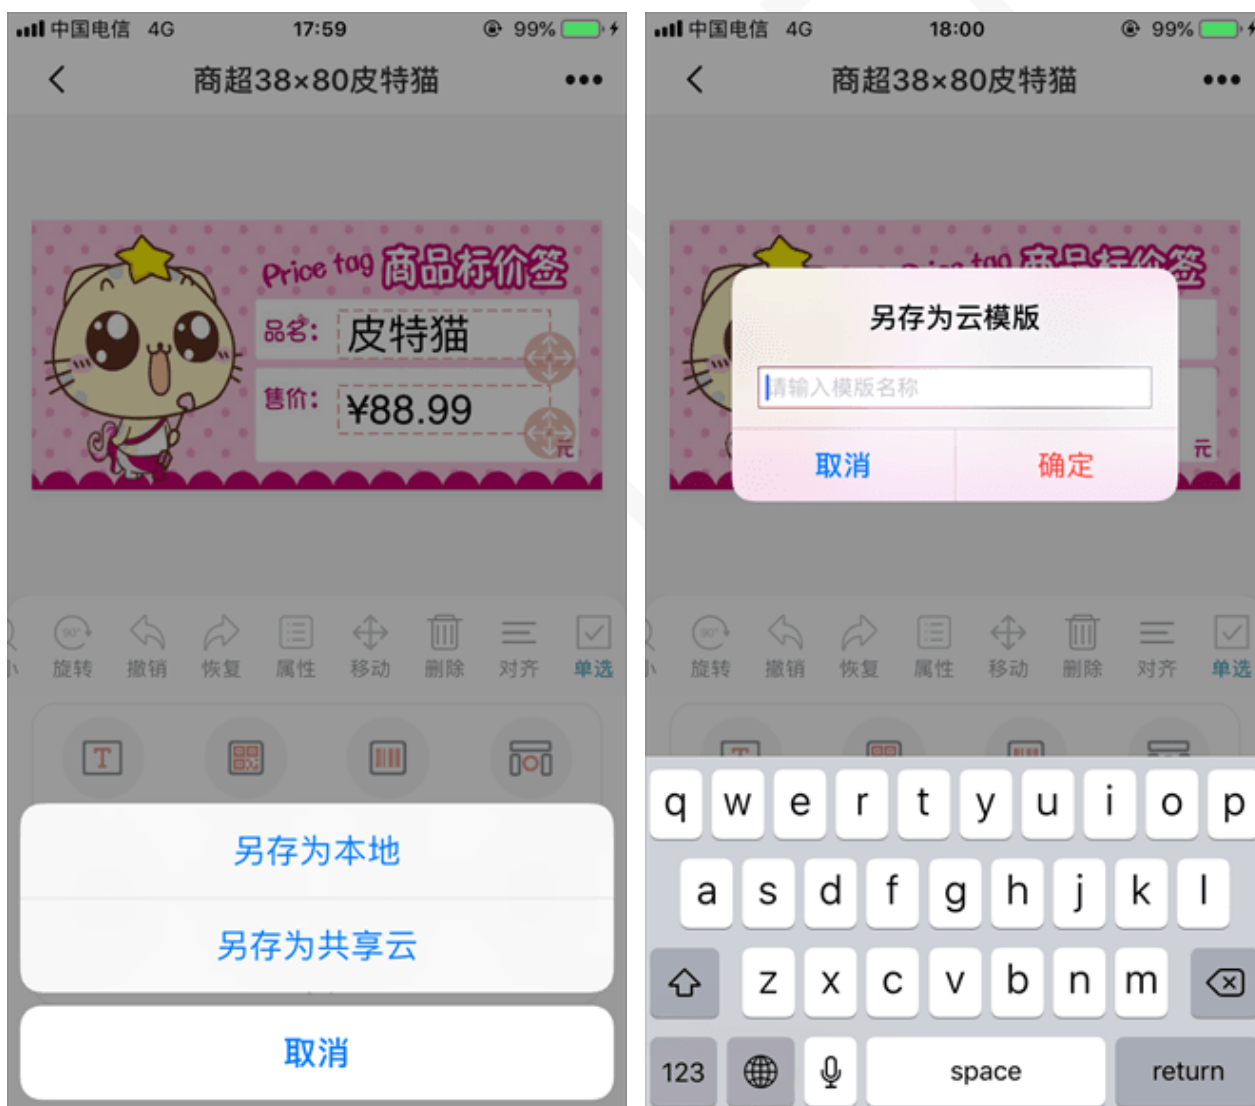 中国电信 4G 17:59 99%
商超38×80皮特猫
Price tag 商品标价签
品名: 皮特猫
售价: ¥88.99
元
小 旋转 撤销 恢复 属性 移动 删除 对齐 单选
T
另存为本地
另存为共享云
取消
中国电信 4G 18:00 99%
商超38×80皮特猫
另存为云模版
请输入模版名称
取消 确定
元
小 旋转 撤销 恢复 属性 移动 删除 对齐 单选
q w e r t y u i o p
a s d f g h j k l
z x c v b n m
123 space return